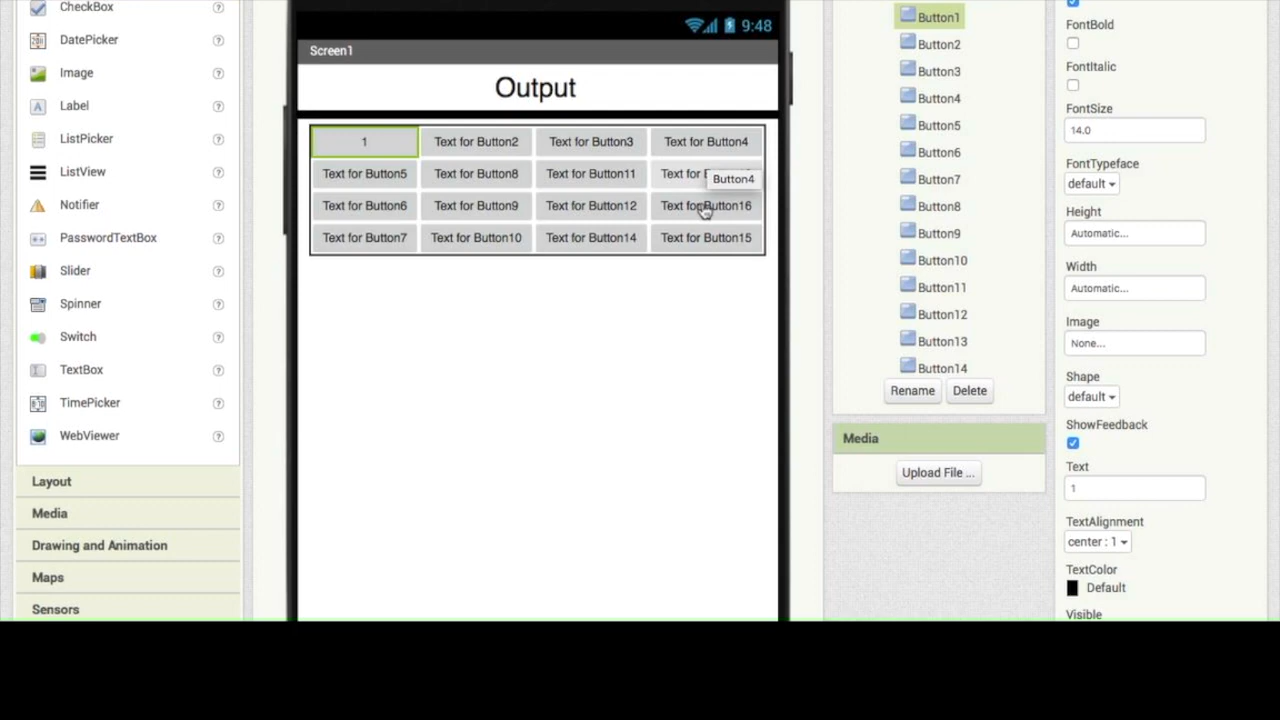 CheckBox
DatePicker
Image
Label
ListPicker
ListView
Notifier
PasswordTextBox
Slider
Spinner
Switch
TextBox
TimePicker
WebViewer
Layout
Media
Drawing and Animation
Maps
Sensors
9:48
Screen1
Output
1 Text for Button2 Text for Button3 Text for Button4
Text for Button5 Text for Button8 Text for Button11 Text for
Button4
Text for Button6 Text for Button9 Text for Button12 Text for Button16
Text for Button7 Text for Button10 Text for Button14 Text for Button15
Button1
Button2
Button3
Button4
Button5
Button6
Button7
Button8
Button9
Button10
Button11
Button12
Button13
Button14
Rename Delete
Media
Upload File ...
FontBold
FontItalic
FontSize
14.0
FontTypeface
default
Height
Automatic...
Width
Automatic...
Image
None...
Shape
default
ShowFeedback
Text
1
TextAlignment
center : 1
TextColor
Default
Visible